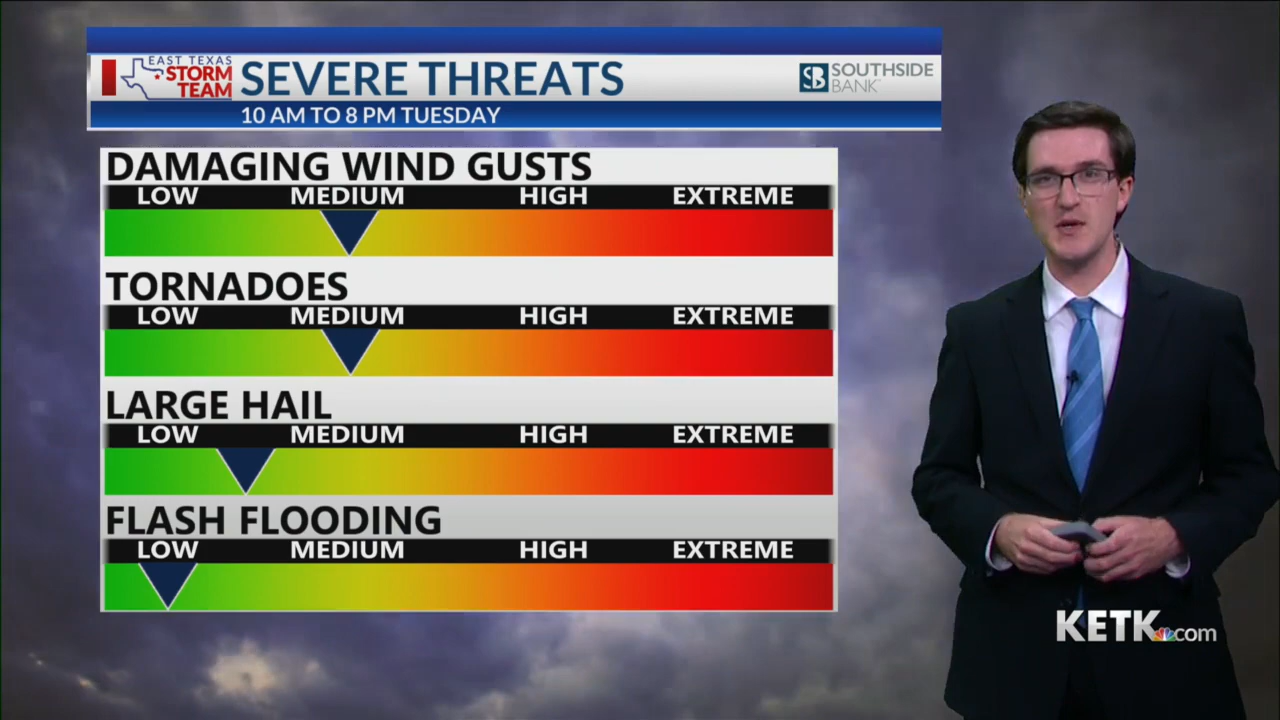 EAST TEXAS
STORM
TEAM
SEVERE THREATS
SOUTHSIDE
BANK
10 AM TO 8 PM TUESDAY
DAMAGING WIND GUSTS
LOW MEDIUM HIGH EXTREME
TORNADOES
LOW MEDIUM HIGH EXTREME
LARGE HAIL
LOW MEDIUM HIGH EXTREME
FLASH FLOODING
LOW MEDIUM HIGH EXTREME
KETK.com